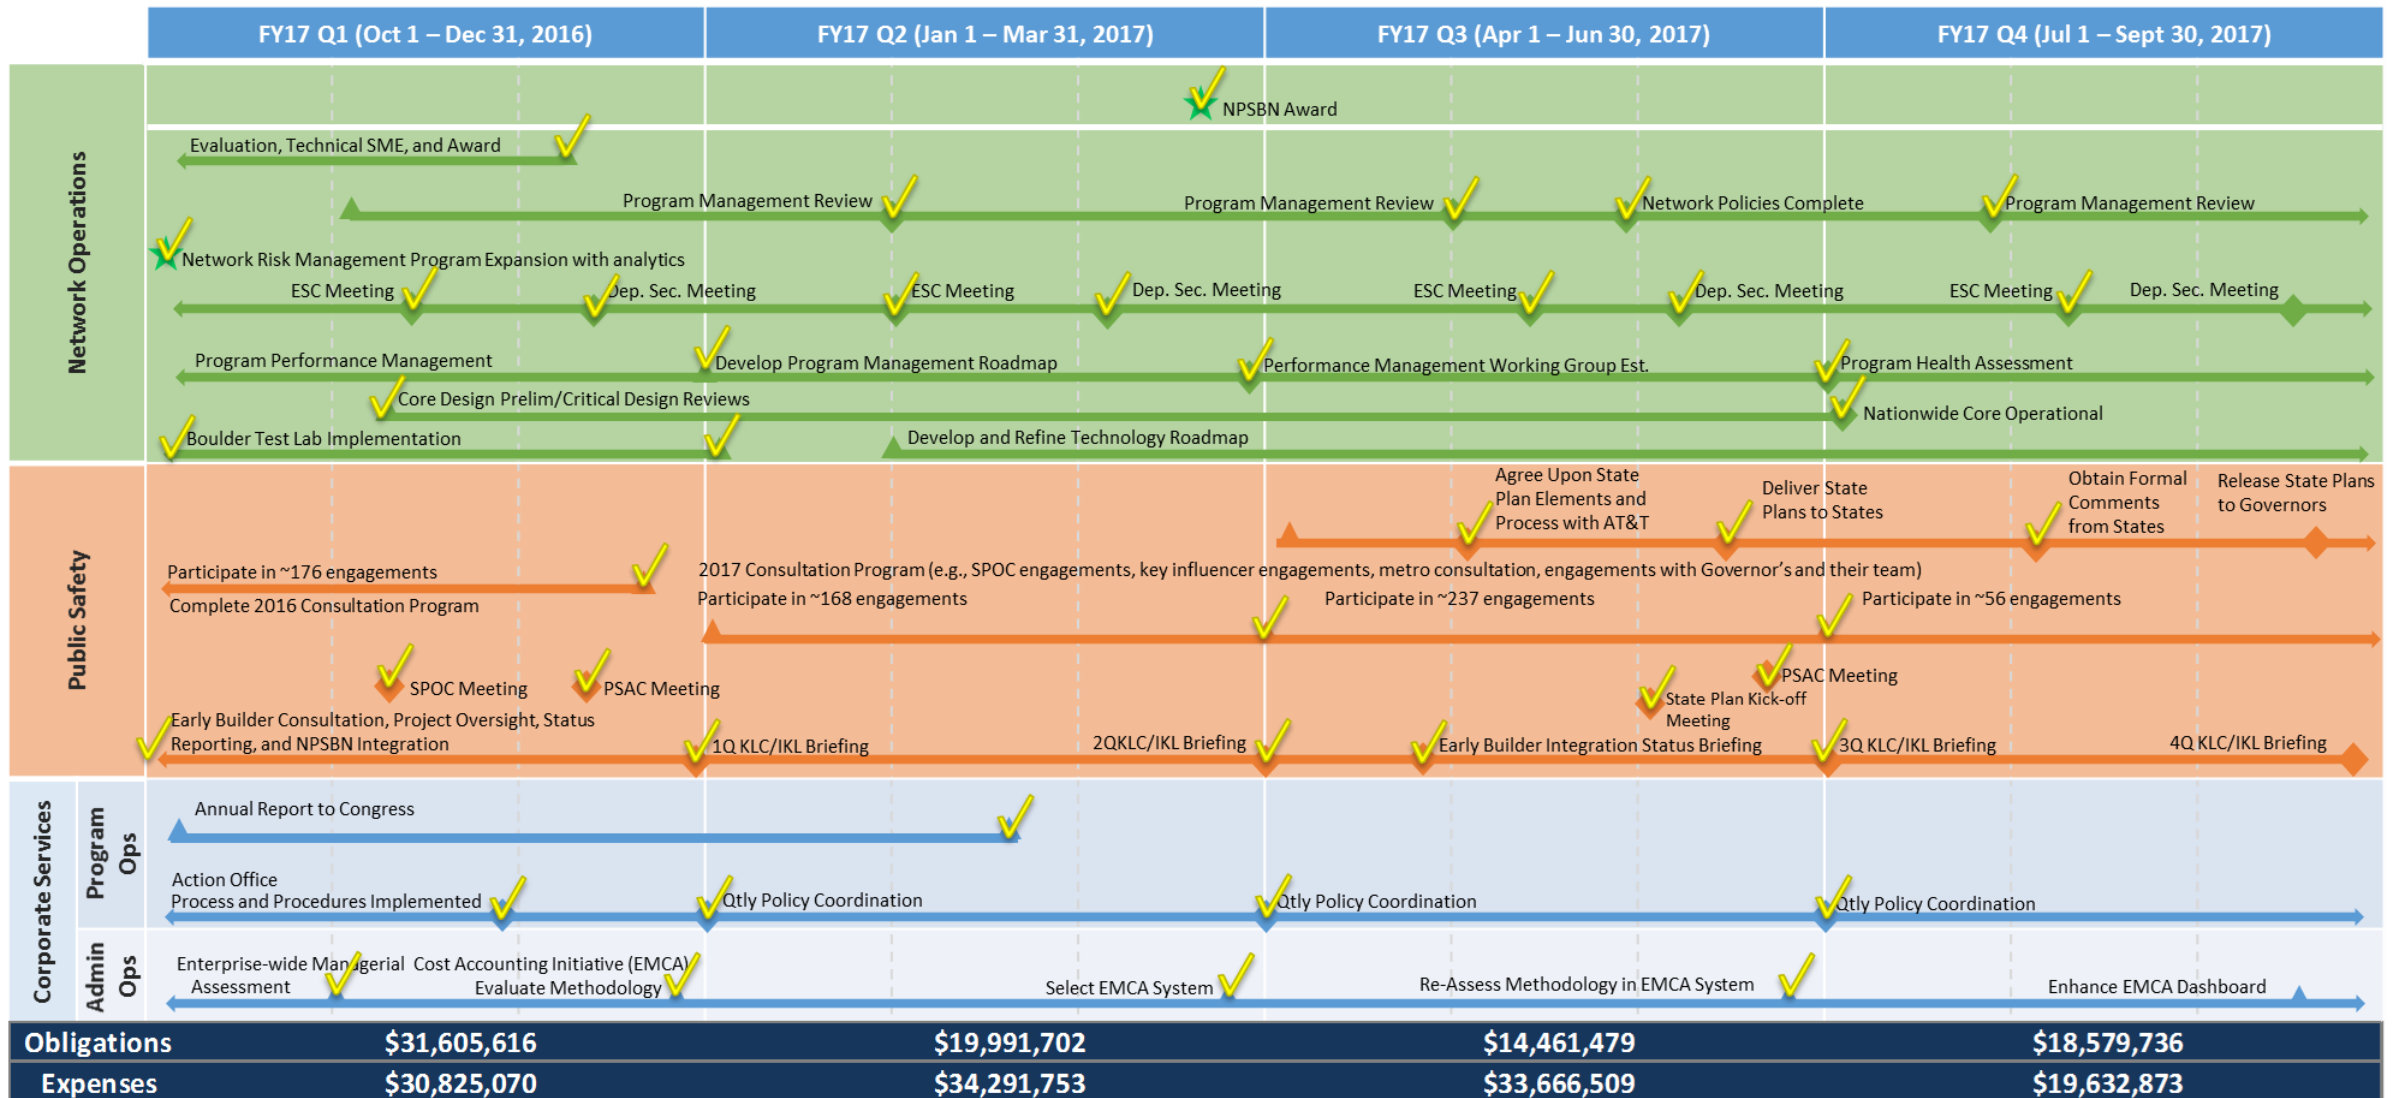 FY17 Q1 (Oct 1 – Dec 31, 2016)
FY17 Q2 (Jan 1 – Mar 31, 2017)
FY17 Q3 (Apr 1 – Jun 30, 2017)
FY17 Q4 (Jul 1 – Sept 30, 2017)
Network Operations
NPSBN Award
Evaluation, Technical SME, and Award
Program Management Review
Program Management Review
Network Policies Complete
Program Management Review
Network Risk Management Program Expansion with analytics
ESC Meeting
Dep. Sec. Meeting
ESC Meeting
Dep. Sec. Meeting
ESC Meeting
Dep. Sec. Meeting
ESC Meeting
Dep. Sec. Meeting
Program Performance Management
Develop Program Management Roadmap
Performance Management Working Group Est.
Program Health Assessment
Core Design Prelim/Critical Design Reviews
Nationwide Core Operational
Boulder Test Lab Implementation
Develop and Refine Technology Roadmap
Public Safety
Agree Upon State
Plan Elements and
Process with AT&T
Deliver State
Plans to States
Obtain Formal
Comments
from States
Release State Plans
to Governors
Participate in ~176 engagements
Complete 2016 Consultation Program
2017 Consultation Program (e.g., SPOC engagements, key influencer engagements, metro consultation, engagements with Governor's and their team)
Participate in ~168 engagements
Participate in ~237 engagements
Participate in ~56 engagements
SPOC Meeting
PSAC Meeting
PSAC Meeting
State Plan Kick-off
Meeting
Early Builder Consultation, Project Oversight, Status
Reporting, and NPSBN Integration
1Q KLC/IKL Briefing
2QKLC/IKL Briefing
Early Builder Integration Status Briefing
3Q KLC/IKL Briefing
4Q KLC/IKL Briefing
Corporate Services
Program
Ops
Annual Report to Congress
Action Office
Process and Procedures Implemented
Qtly Policy Coordination
Qtly Policy Coordination
Qtly Policy Coordination
Admin
Ops
Enterprise-wide Managerial Cost Accounting Initiative (EMCA)
Assessment
Evaluate Methodology
Select EMCA System
Re-Assess Methodology in EMCA System
Enhance EMCA Dashboard
Obligations $31,605,616 $19,991,702 $14,461,479 $18,579,736
Expenses $30,825,070 $34,291,753 $33,666,509 $19,632,873